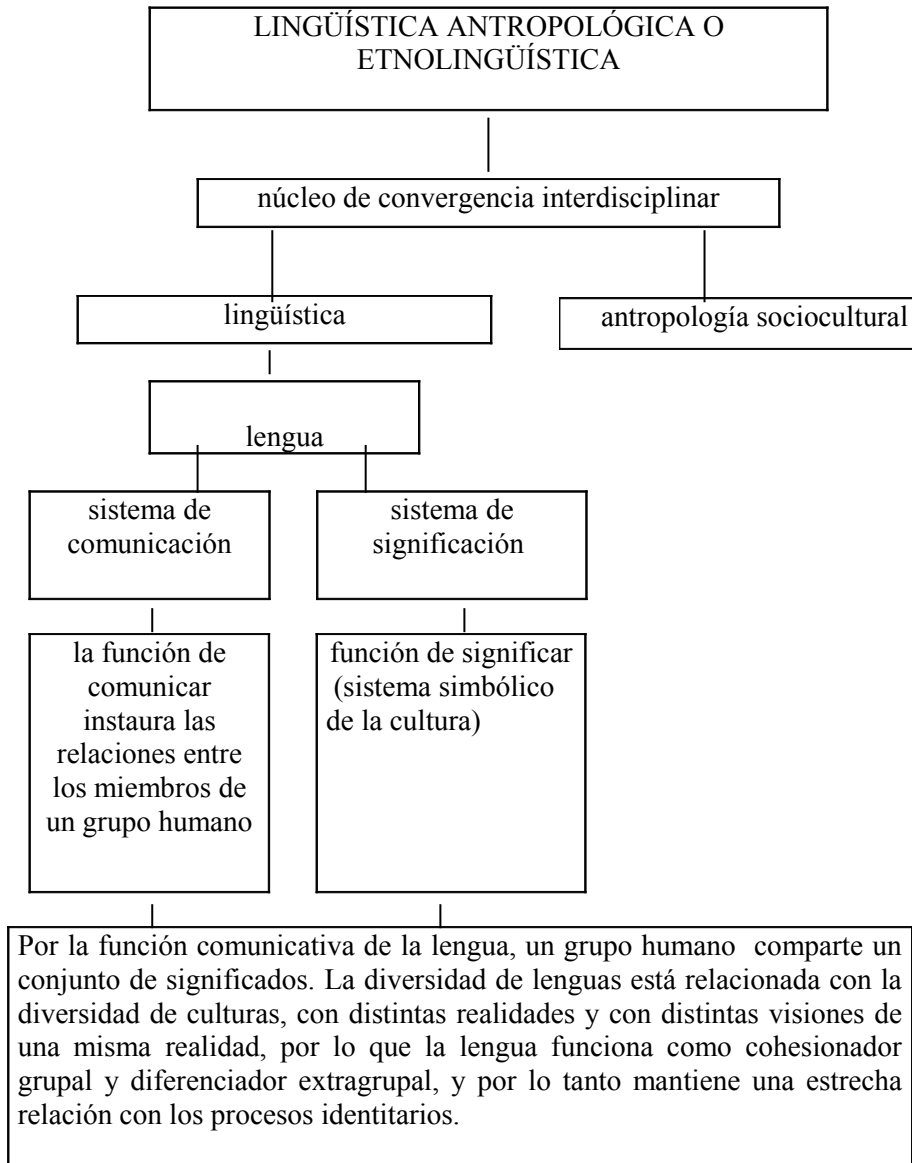 LINGÜÍSTICA ANTROPOLÓGICA O
ETNOLINGÜÍSTICA
núcleo de convergencia interdisciplinar
lingüística
antropología sociocultural
lengua
sistema de
comunicación
sistema de
significación
la función de
comunicar
instaura las
relaciones entre
los miembros de
un grupo humano
función de significar
(sistema simbólico
de la cultura)
Por la función comunicativa de la lengua, un grupo humano comparte un
conjunto de significados. La diversidad de lenguas está relacionada con la
diversidad de culturas, con distintas realidades y con distintas visiones de
una misma realidad, por lo que la lengua funciona como cohesionador
grupal y diferenciador extragrupal, y por lo tanto mantiene una estrecha
relación con los procesos identitarios.